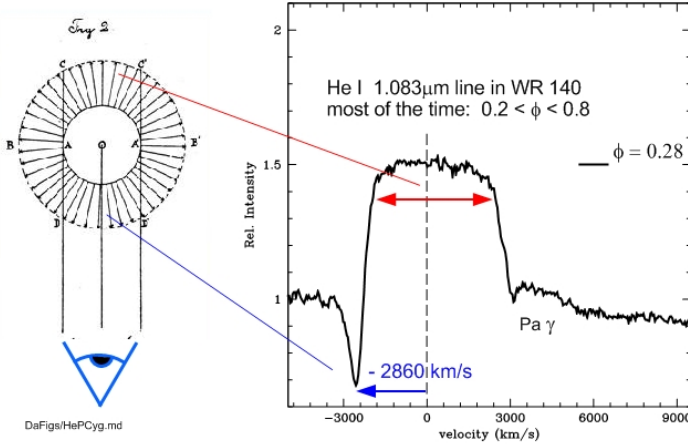 Fig 2
C C'
B A A' B'
D D'
DaFigs/HePCyg.md
He I 1.083μm line in WR 140
most of the time: 0.2 < ϕ < 0.8
ϕ = 0.28
Pa γ
- 2860 km/s
Rel. Intensity
2
1.5
1
-3000 0 3000 6000 9000
velocity (km/s)